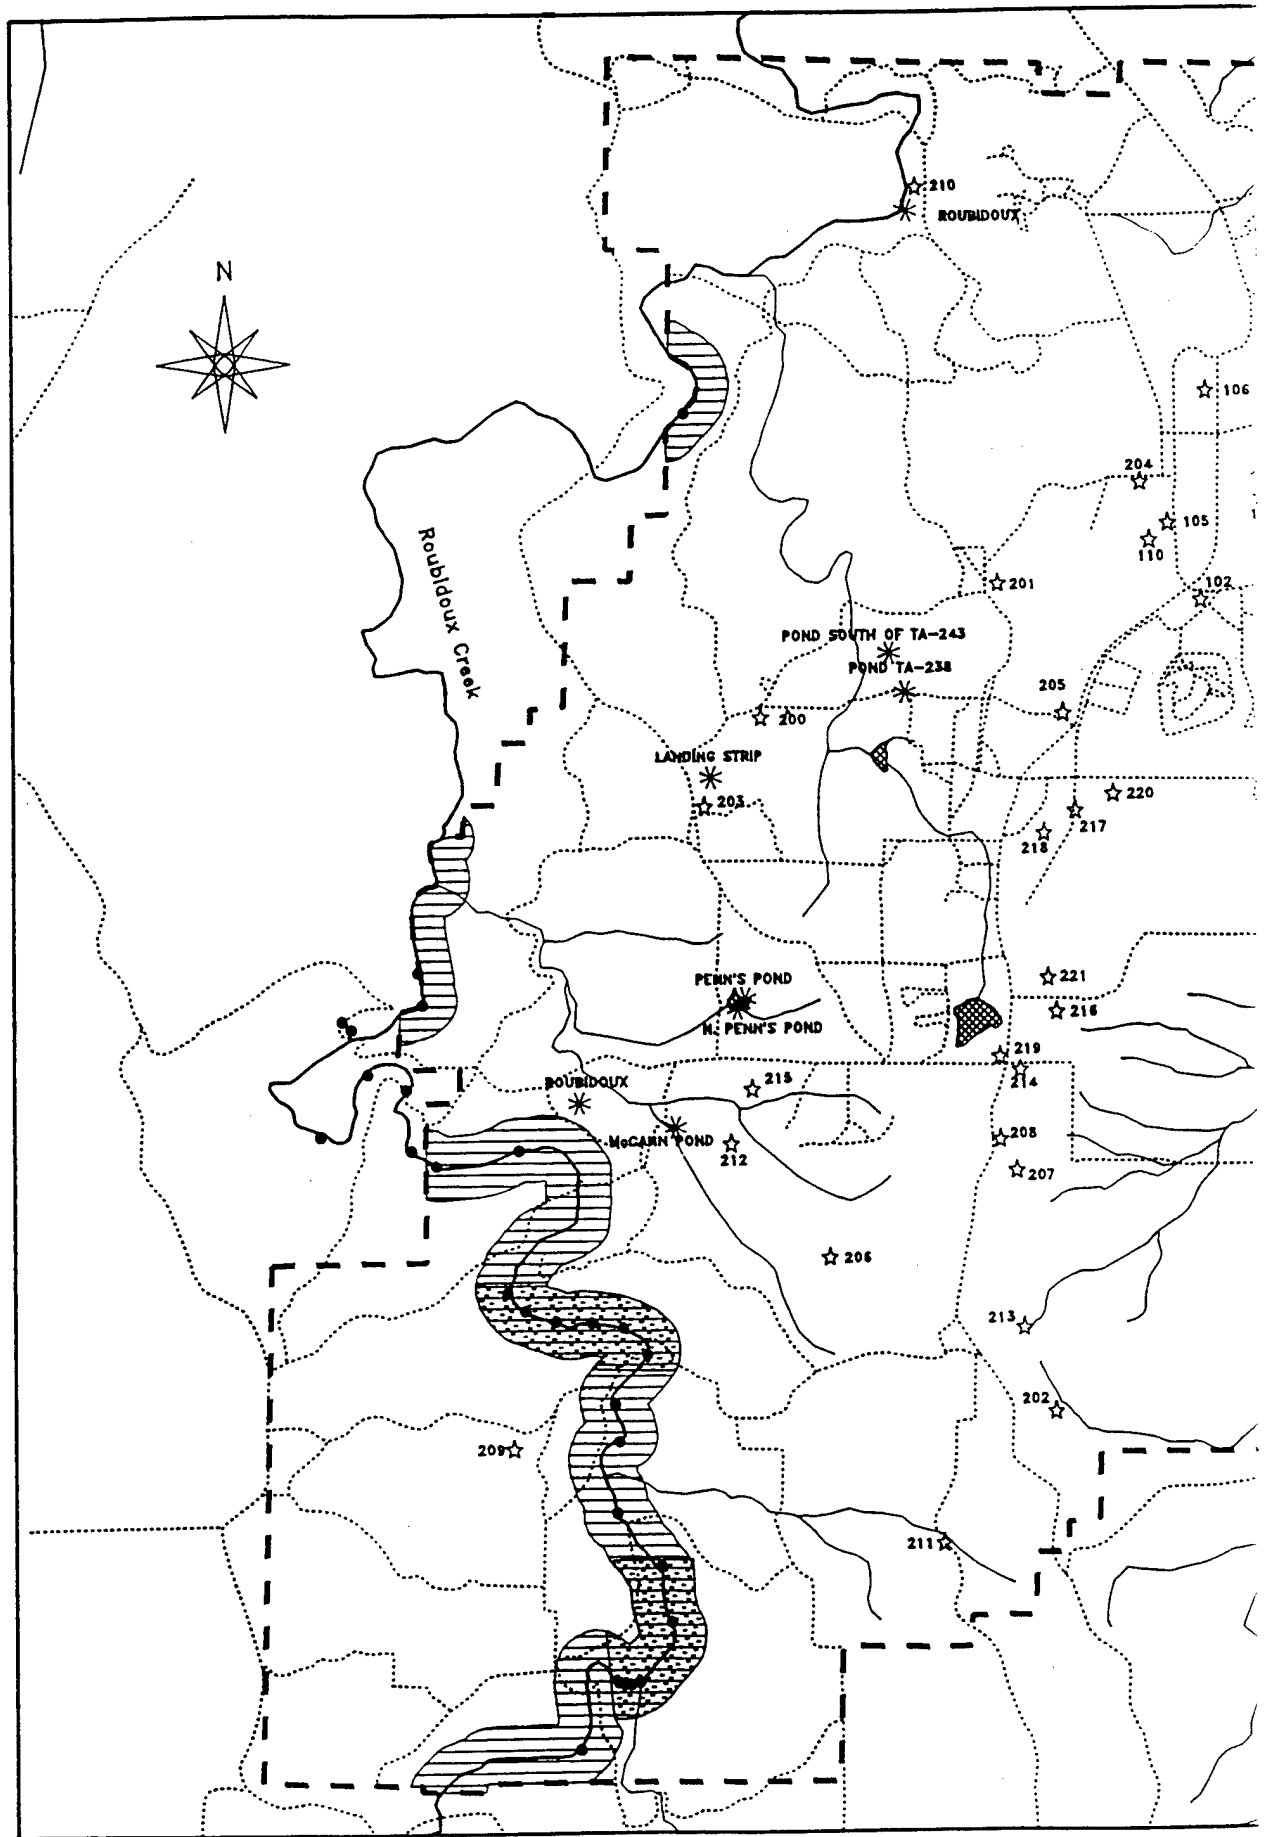 210
ROUBIDOUX
N
106
204
105
110
Roubidoux Creek
201
102
POND SOUTH OF TA-243
POND TA-238
205
200
LANDING STRIP
203
220
217
218
PENN'S POND
221
N. PENN'S POND
216
219
214
ROUBIDOUX
215
McCANN POND
212
208
207
206
213
202
209
211